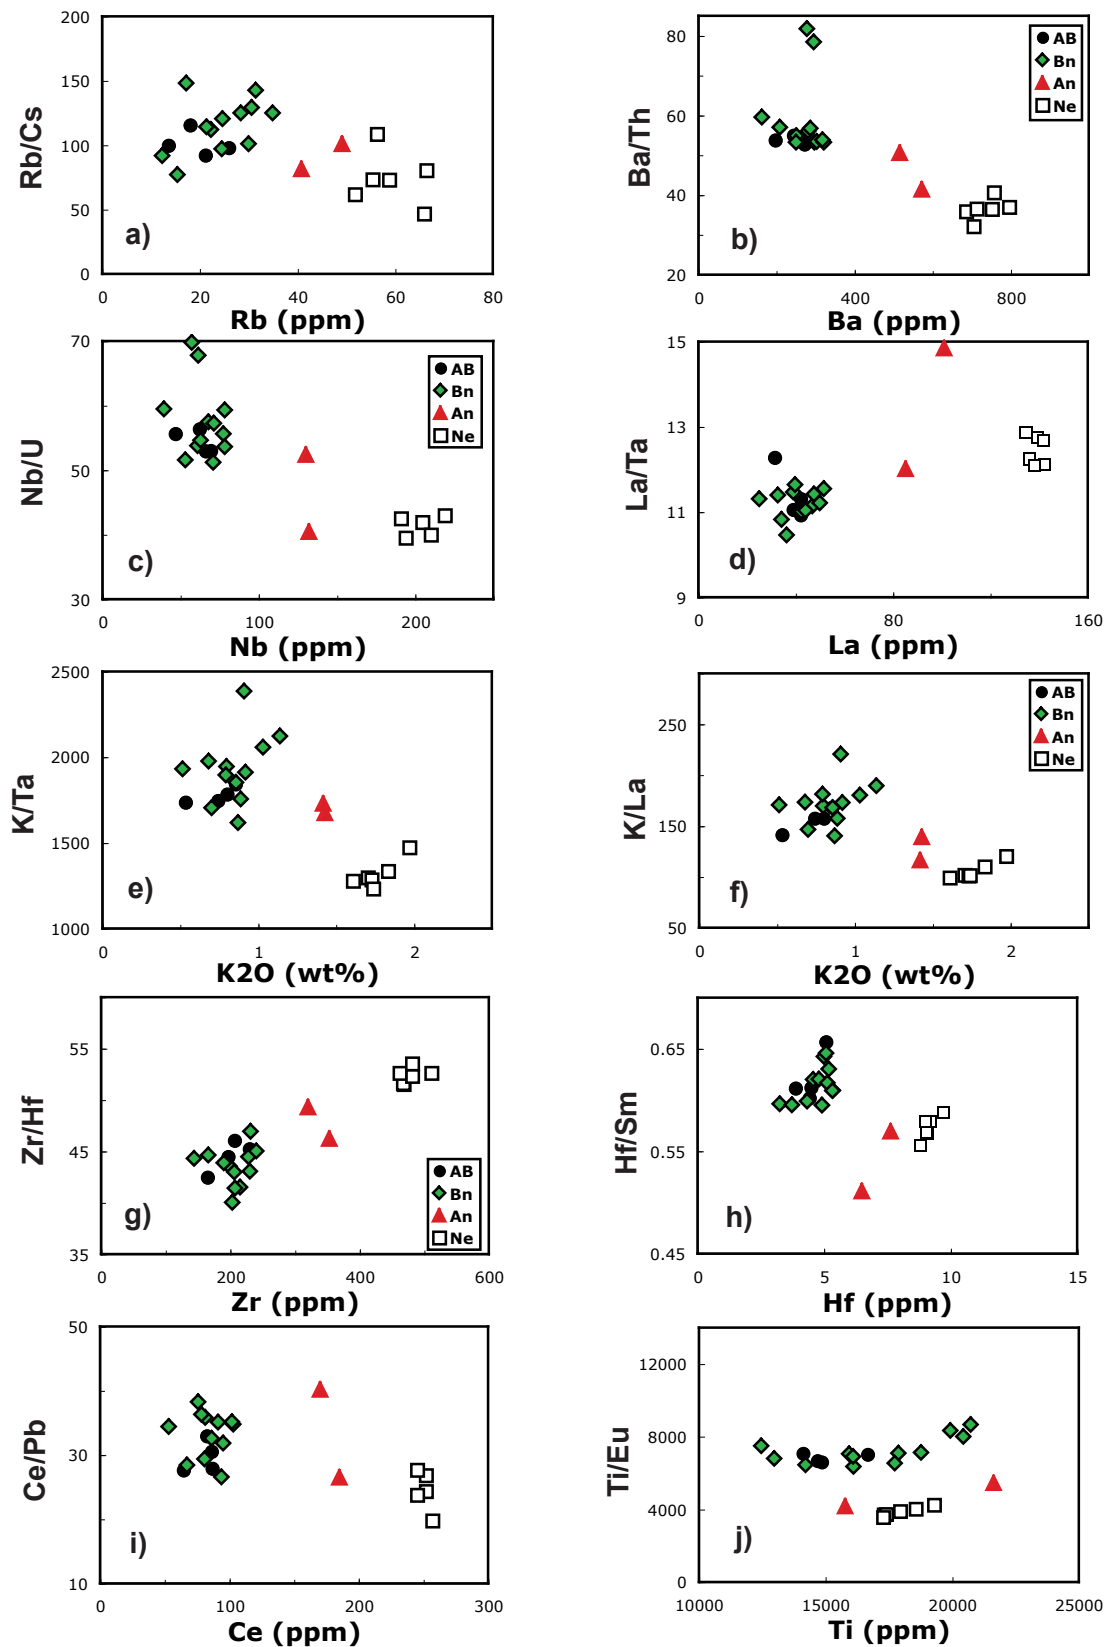 200
150
100
50
0
Rb/Cs
a)
0 20 40 60 80
Rb (ppm)
80
60
40
20
Ba/Th
b)
AB
Bn
An
Ne
0 400 800
Ba (ppm)
70
50
30
Nb/U
c)
AB
Bn
An
Ne
0 100 200
Nb (ppm)
15
13
11
9
La/Ta
d)
0 80 160
La (ppm)
2500
2000
1500
1000
K/Ta
e)
0 1 2
K2O (wt%)
250
150
50
K/La
f)
AB
Bn
An
Ne
0 1 2
K2O (wt%)
55
45
35
Zr/Hf
g)
AB
Bn
An
Ne
0 200 400 600
Zr (ppm)
0.65
0.55
0.45
Hf/Sm
h)
0 5 10 15
Hf (ppm)
50
30
10
Ce/Pb
i)
0 100 200 300
Ce (ppm)
12000
8000
4000
0
Ti/Eu
j)
10000 15000 20000 25000
Ti (ppm)